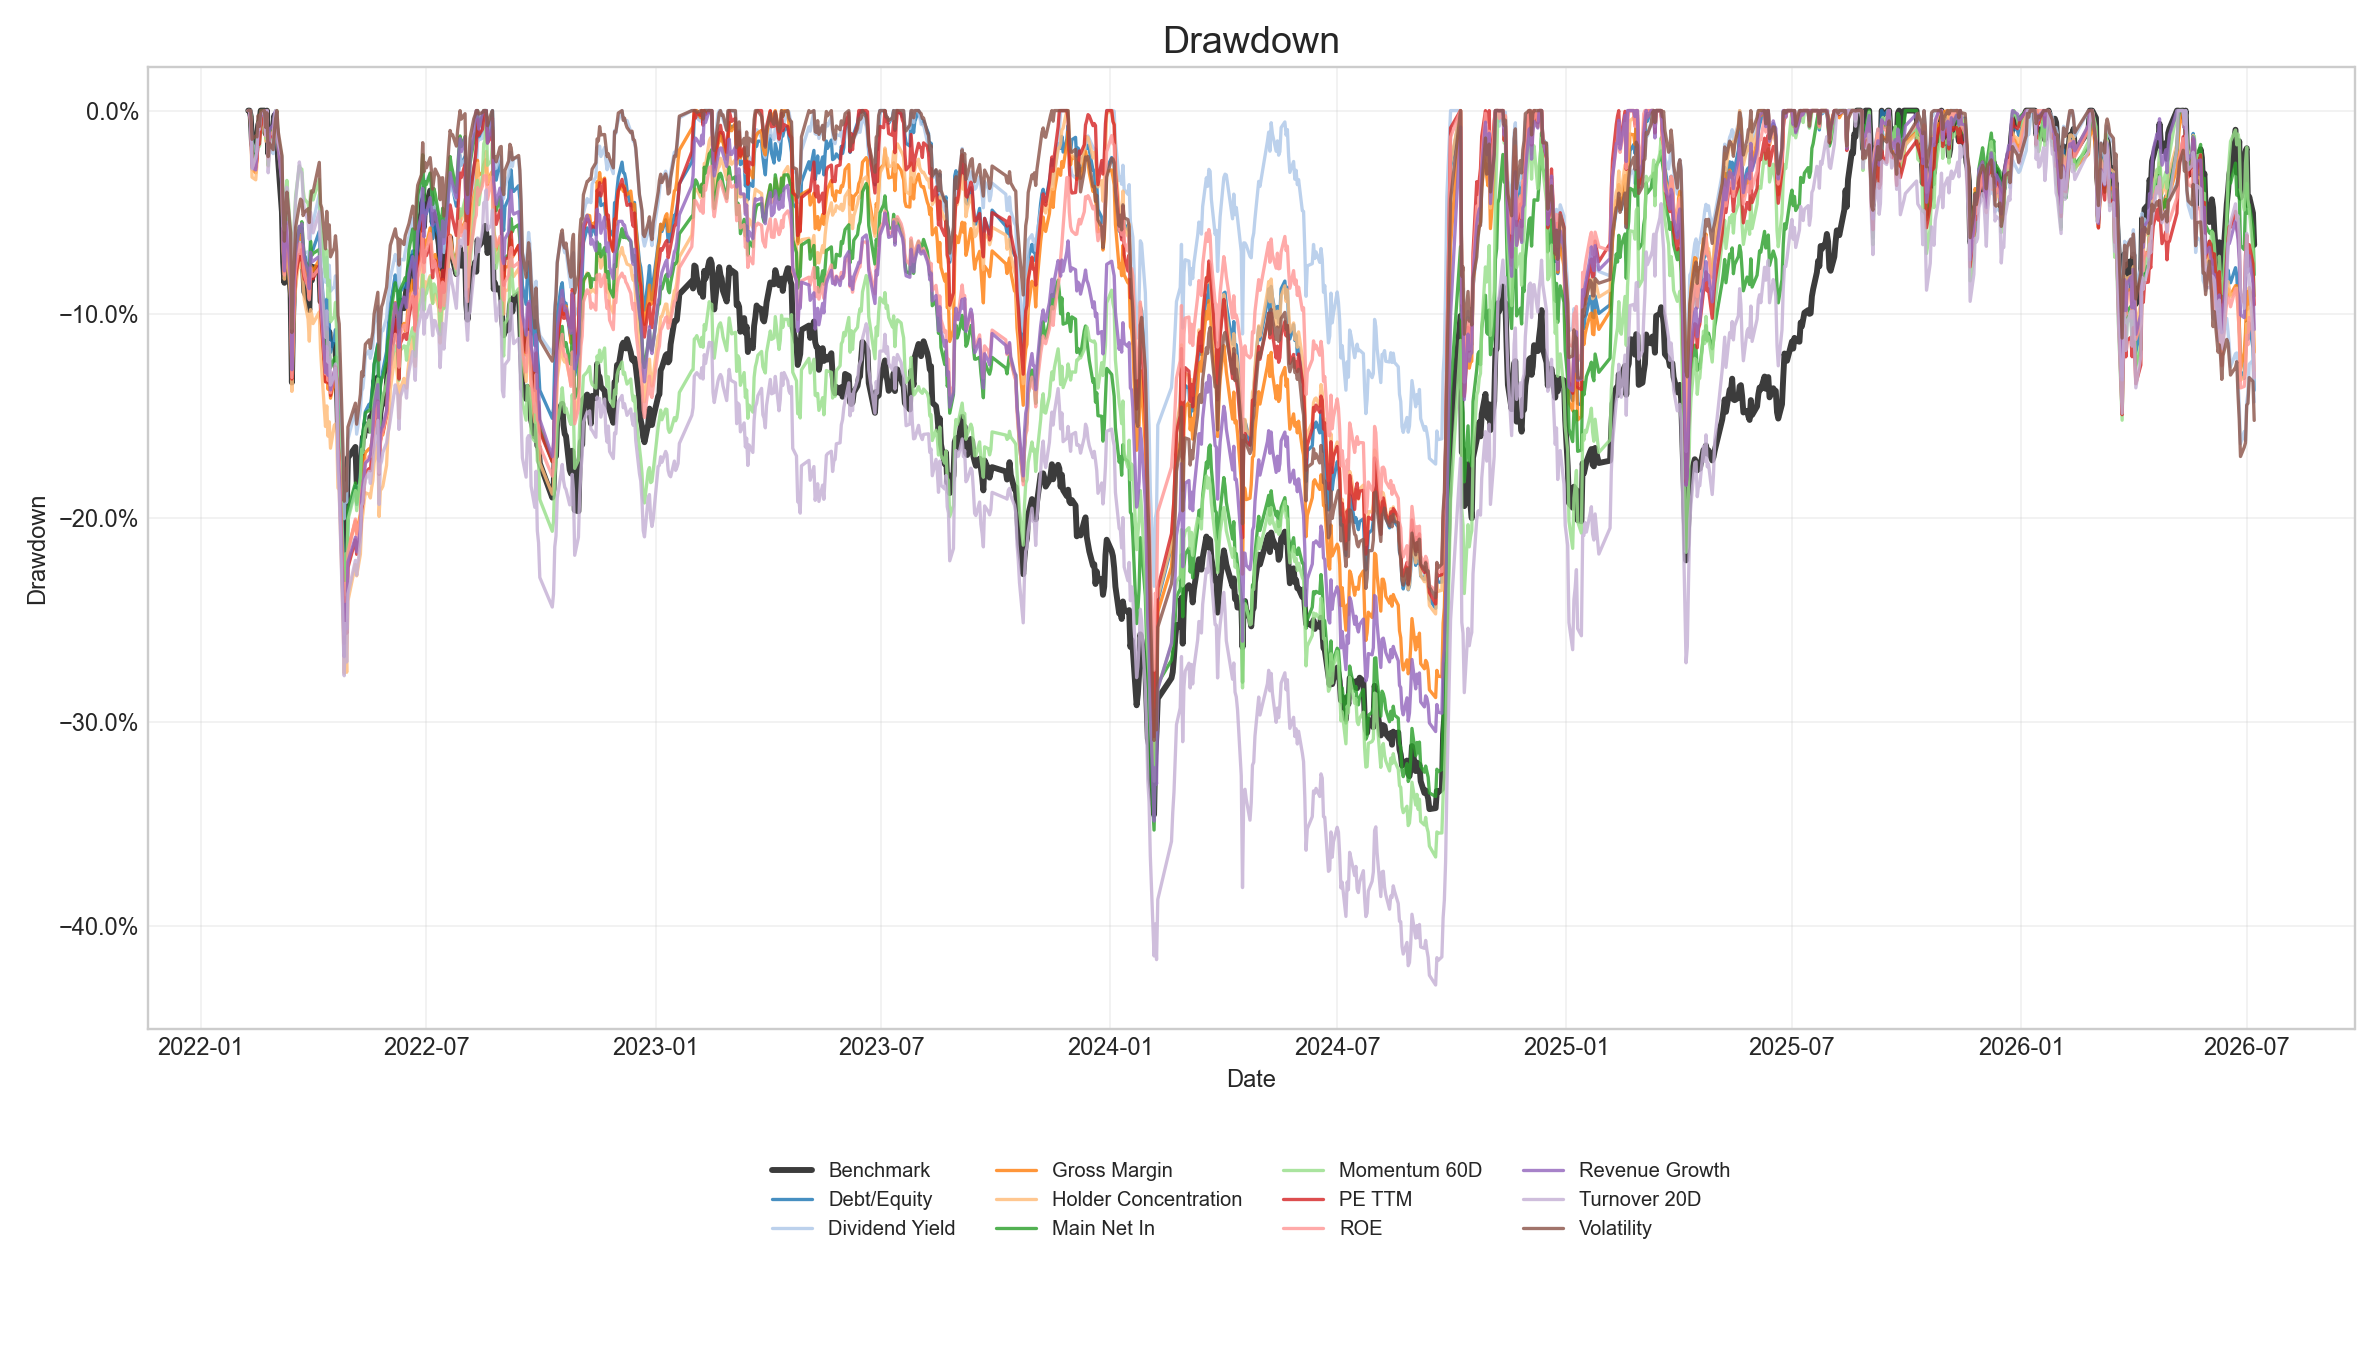 Drawdown
0.0%
−10.0%
−20.0%
−30.0%
−40.0%
Drawdown
2022-01 2022-07 2023-01 2023-07 2024-01 2024-07 2025-01 2025-07 2026-01 2026-07
Date
Benchmark Gross Margin Momentum 60D Revenue Growth
Debt/Equity Holder Concentration PE TTM Turnover 20D
Dividend Yield Main Net In ROE Volatility